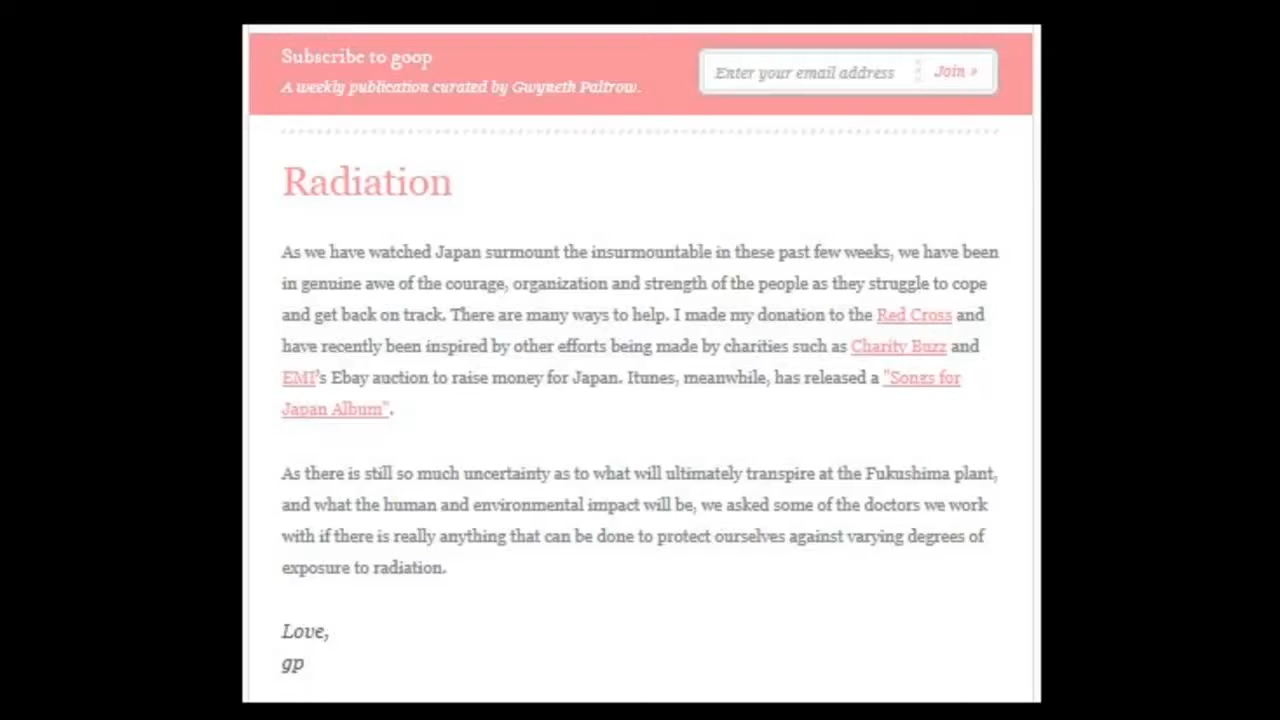 Subscribe to goop
A weekly publication curated by Gwyneth Paltrow.
Enter your email address
Join »
Radiation
As we have watched Japan surmount the insurmountable in these past few weeks, we have been
in genuine awe of the courage, organization and strength of the people as they struggle to cope
and get back on track. There are many ways to help. I made my donation to the Red Cross and
have recently been inspired by other efforts being made by charities such as Charity Buzz and
EMI's Ebay auction to raise money for Japan. Itunes, meanwhile, has released a "Songs for
Japan Album".
As there is still so much uncertainty as to what will ultimately transpire at the Fukushima plant,
and what the human and environmental impact will be, we asked some of the doctors we work
with if there is really anything that can be done to protect ourselves against varying degrees of
exposure to radiation.
Love,
gp